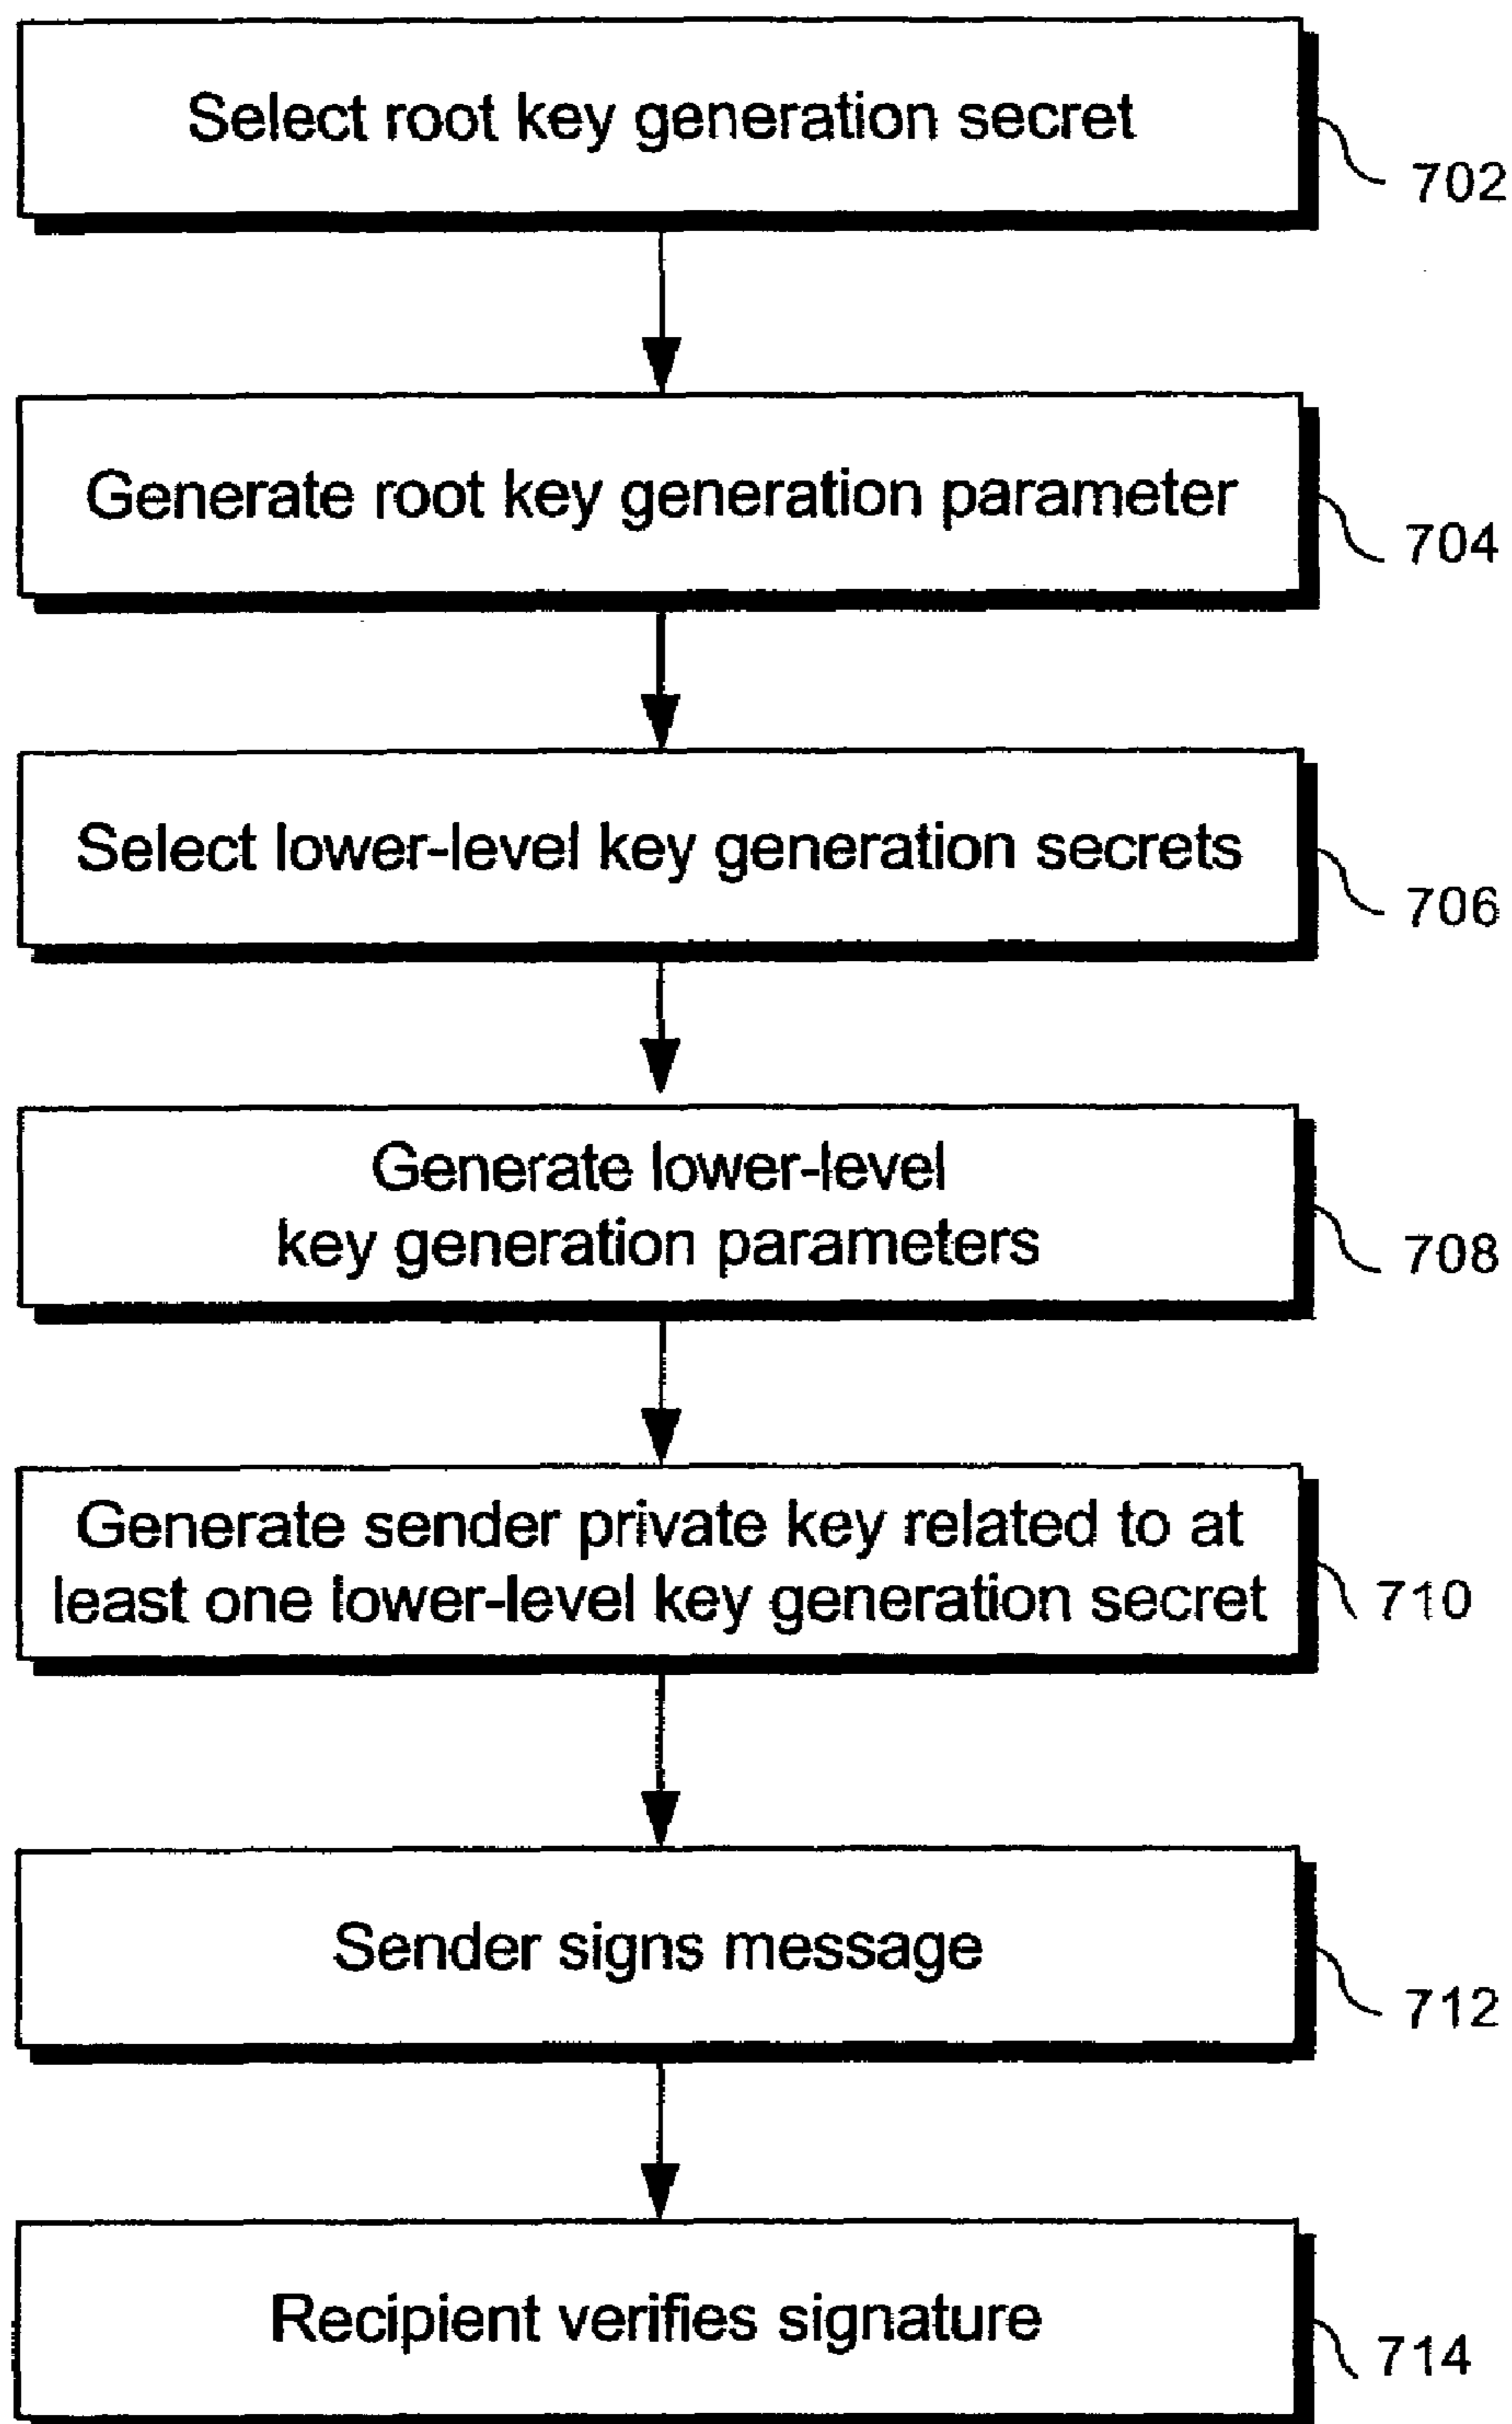 Select root key generation secret
702
Generate root key generation parameter
704
Select lower-level key generation secrets
706
Generate lower-level
key generation parameters
708
Generate sender private key related to at
least one lower-level key generation secret
710
Sender signs message
712
Recipient verifies signature
714